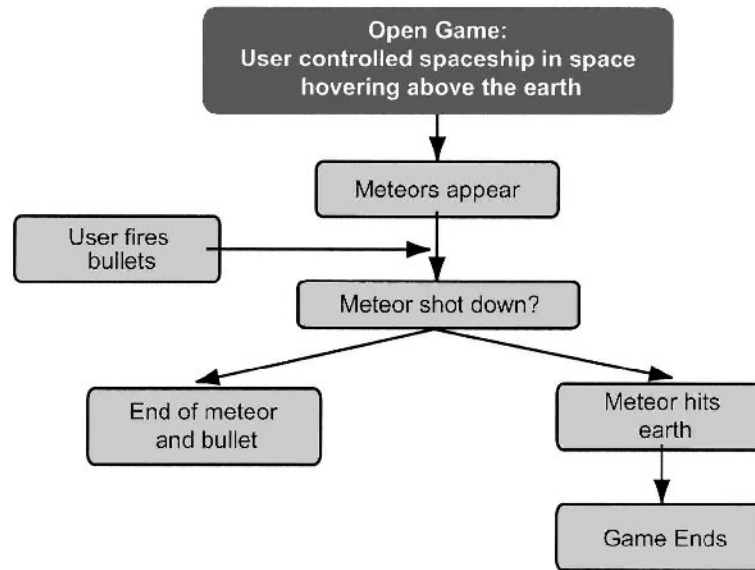 Open Game:
User controlled spaceship in space
hovering above the earth
Meteors appear
User fires
bullets
Meteor shot down?
End of meteor
and bullet
Meteor hits
earth
Game Ends